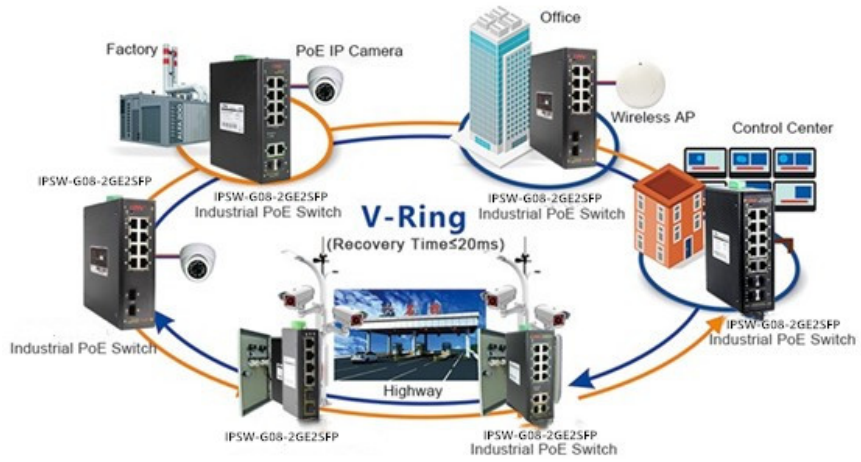 Office
Factory
PoE IP Camera
Wireless AP
Control Center
IPSW-G08-2GE2SFP
IPSW-G08-2GE2SFP
Industrial PoE Switch
IPSW-G08-2GE2SFP
Industrial PoE Switch
V-Ring
(Recovery Time≤20ms)
IPSW-G08-2GE2SFP
Industrial PoE Switch
Industrial PoE Switch
Highway
IPSW-G08-2GE2SFP
IPSW-G08-2GE2SFP
Industrial PoE Switch